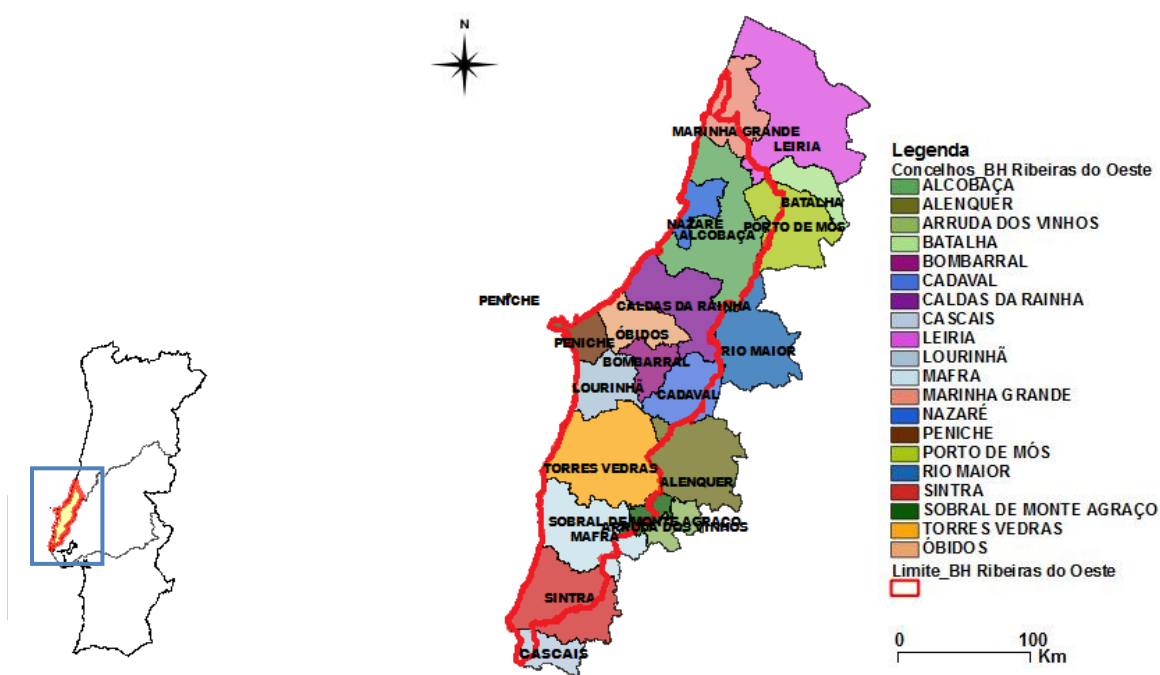 N
MARINHA GRANDE
LEIRIA
BATALHA
NAZARÉ
ALCOBAÇA
PORTO DE MÓS
PENICHE
CALDAS DA RAINHA
ÓBIDOS
PENICHE
RIO MAIOR
BOMBARRAL
LOURINHÃ
CADAVAL
TORRES VEDRAS
ALENQUER
SOBRAL DE MONTE AGRAÇO
ARRUDA DOS VINHOS
MAFRA
SINTRA
CASCAIS
Legenda
Concelhos_BH Ribeiras do Oeste
ALCOBAÇA
ALENQUER
ARRUDA DOS VINHOS
BATALHA
BOMBARRAL
CADAVAL
CALDAS DA RAINHA
CASCAIS
LEIRIA
LOURINHÃ
MAFRA
MARINHA GRANDE
NAZARÉ
PENICHE
PORTO DE MÓS
RIO MAIOR
SINTRA
SOBRAL DE MONTE AGRAÇO
TORRES VEDRAS
ÓBIDOS
Limite_BH Ribeiras do Oeste
0 100
Km